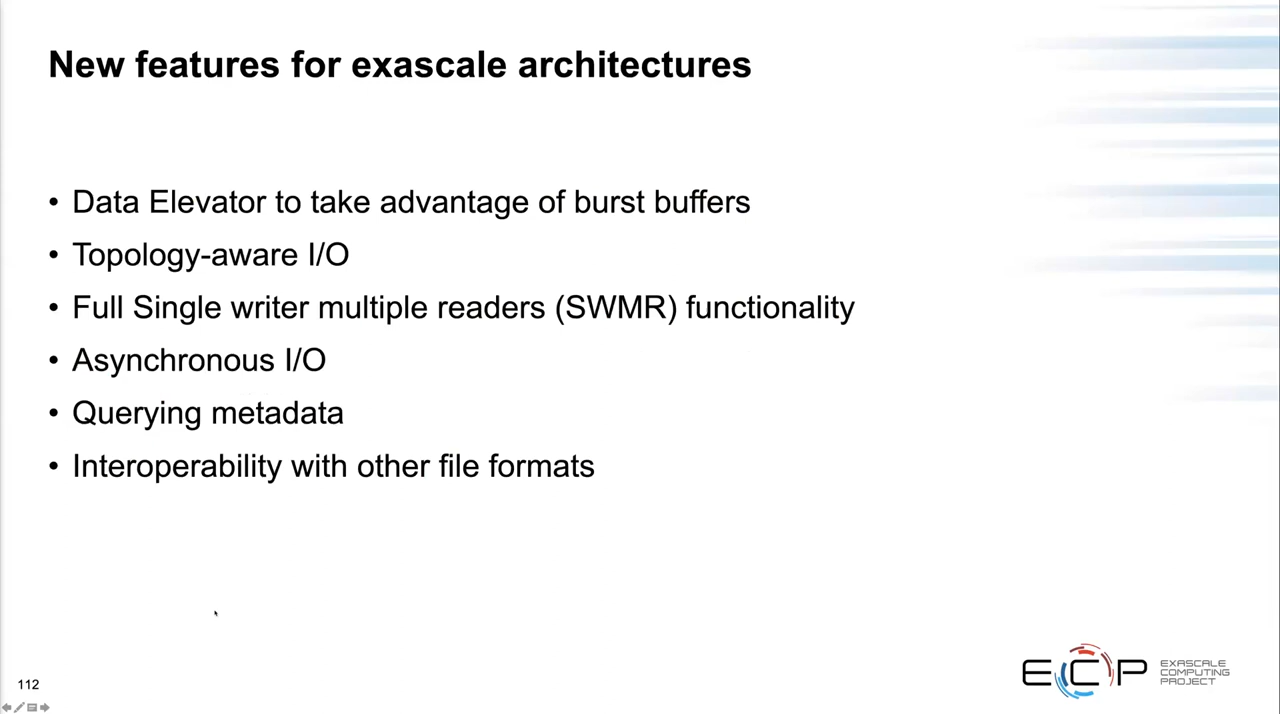 New features for exascale architectures
• Data Elevator to take advantage of burst buffers
• Topology-aware I/O
• Full Single writer multiple readers (SWMR) functionality
• Asynchronous I/O
• Querying metadata
• Interoperability with other file formats
112
ECP
EXASCALE
COMPUTING
PROJECT